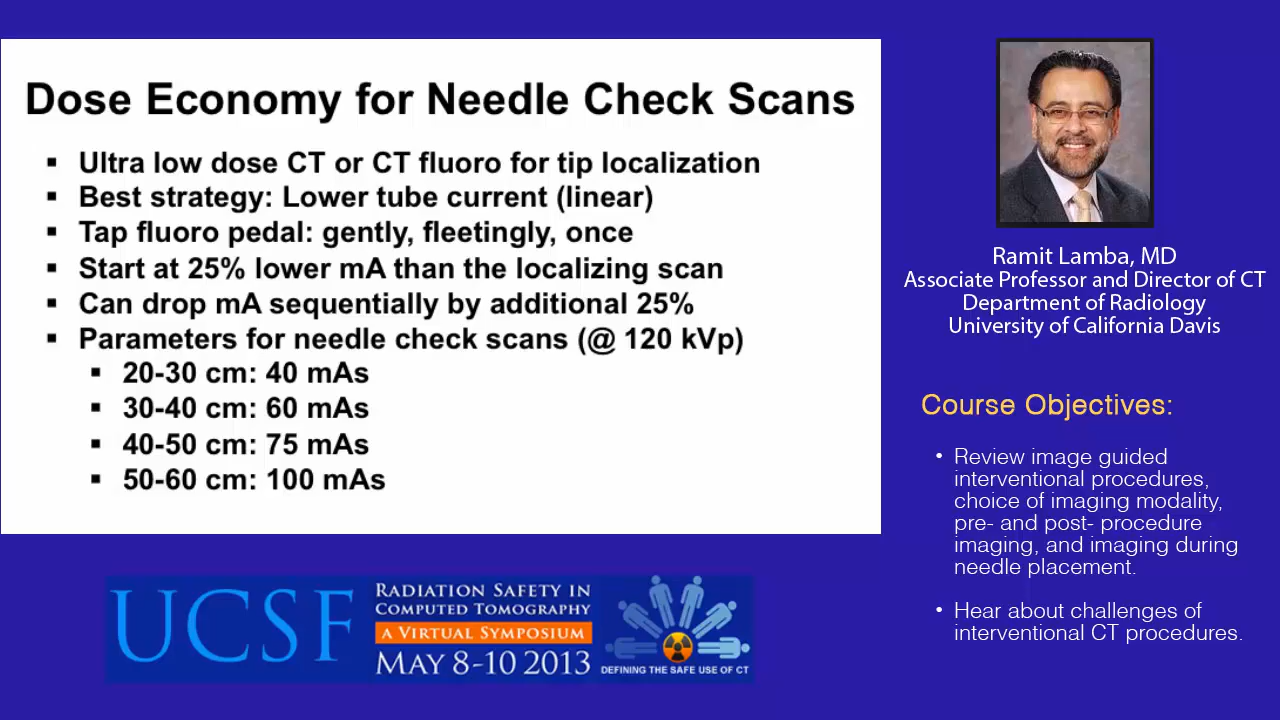 Dose Economy for Needle Check Scans
▪ Ultra low dose CT or CT fluoro for tip localization
▪ Best strategy: Lower tube current (linear)
▪ Tap fluoro pedal: gently, fleetingly, once
▪ Start at 25% lower mA than the localizing scan
▪ Can drop mA sequentially by additional 25%
▪ Parameters for needle check scans (@ 120 kVp)
▪ 20-30 cm: 40 mAs
▪ 30-40 cm: 60 mAs
▪ 40-50 cm: 75 mAs
▪ 50-60 cm: 100 mAs
Ramit Lamba, MD
Associate Professor and Director of CT
Department of Radiology
University of California Davis
Course Objectives:
• Review image guided
interventional procedures,
choice of imaging modality,
pre- and post- procedure
imaging, and imaging during
needle placement.
• Hear about challenges of
interventional CT procedures.
UCSF
RADIATION SAFETY IN
COMPUTED TOMOGRAPHY
A VIRTUAL SYMPOSIUM
MAY 8-10 2013
DEFINING THE SAFE USE OF CT